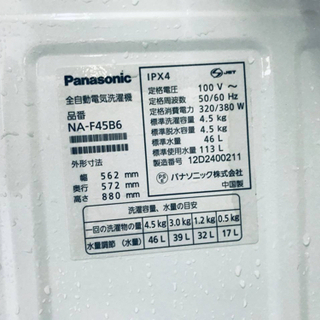 Panasonic
全自動電気洗濯機
品番
NA-F45B6
外形寸法
幅 562 mm
奥行 572 mm
高さ 880 mm
IPX4
JET
定格電圧 100 V ～
定格周波数 50/60 Hz
定格消費電力 320/380 W
標準洗濯容量 4.5 kg
標準脱水容量 4.5 kg
標準水量 46 L
標準使用水量 113 L
製造番号 12D2400211
パナソニック株式会社
中国製
洗濯容量、水量の目安
一回の洗濯物の量 4.5 kg 3.0 kg 1.2 kg 0.5 kg
水量調節（水量） 46 L 39 L 32 L 17 L